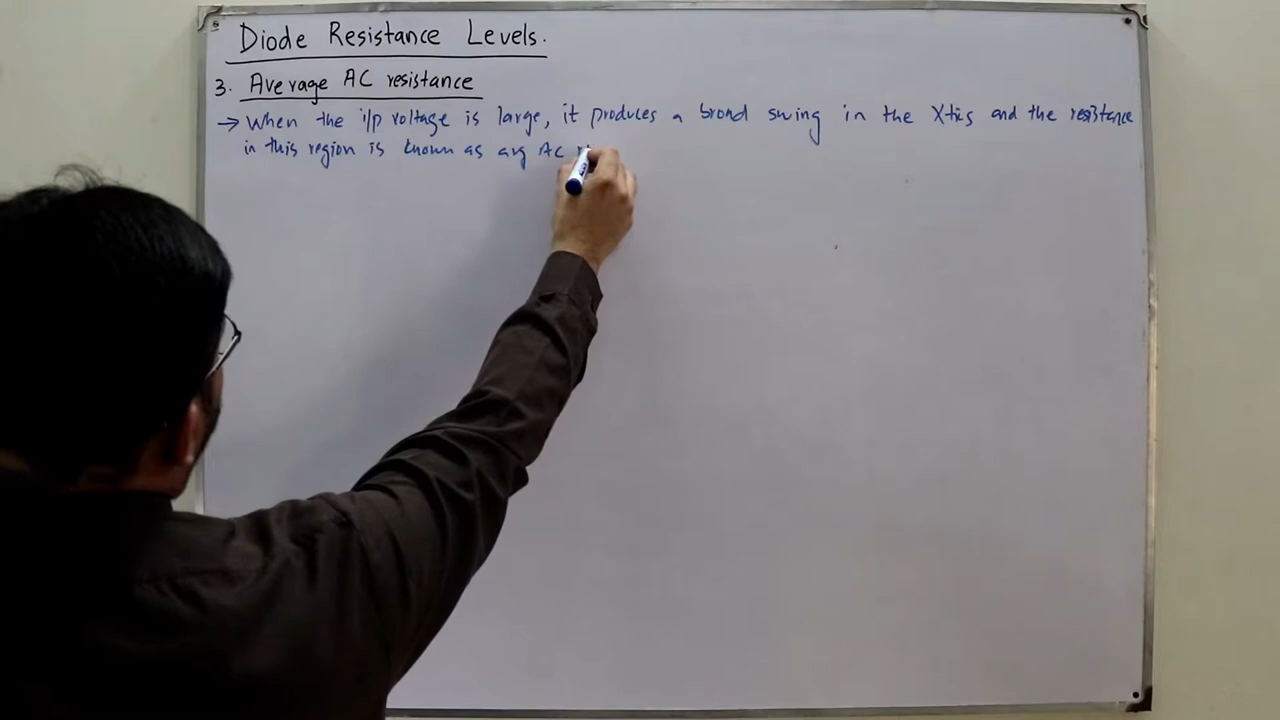 Diode Resistance Levels.
3. Average AC resistance
→ When the i/p voltage is large, it produces a broad swing in the Xtics and the resistance
in this region is known as avg AC